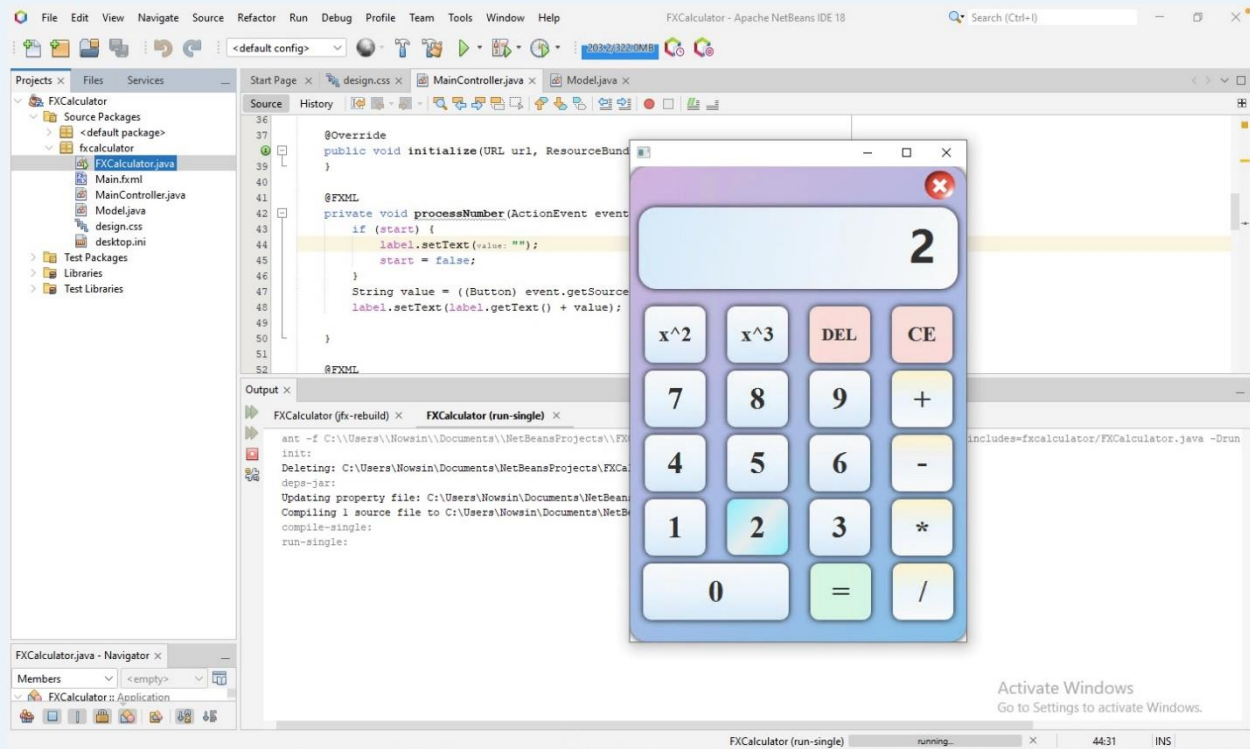 File Edit View Navigate Source Refactor Run Debug Profile Team Tools Window Help FXCalculator - Apache NetBeans IDE 18 Search (Ctrl+I)
<default config> 203.2/322.0MB
Projects Files Services
FXCalculator
Source Packages
<default package>
fxcalculator
FXCalculator.java
Main.fxml
MainController.java
Model.java
design.css
desktop.ini
Test Packages
Libraries
Test Libraries
Start Page design.css MainController.java Model.java
Source History
36
37 @Override
public void initialize(URL url, ResourceBund
39 }
40
41 @FXML
42 private void processNumber(ActionEvent event
43 if (start) {
44 label.setText(value: "");
45 start = false;
46 }
47 String value = ((Button) event.getSource
48 label.setText(label.getText() + value);
49
50 }
51
52 @FXML
2
x^2 x^3 DEL CE
7 8 9 +
4 5 6 -
1 2 3 *
0 = /
Output
FXCalculator (jfx-rebuild) FXCalculator (run-single)
ant -f C:\\Users\\Nowsin\\Documents\\NetBeansProjects\\FX includes=fxcalculator/FXCalculator.java -Drun
init:
Deleting: C:\Users\Nowsin\Documents\NetBeansProjects\FXCa
deps-jar:
Updating property file: C:\Users\Nowsin\Documents\NetBean
Compiling 1 source file to C:\Users\Nowsin\Documents\NetB
compile-single:
run-single:
FXCalculator.java - Navigator
Members <empty>
FXCalculator :: Application
Activate Windows
Go to Settings to activate Windows.
FXCalculator (run-single) running... 44:31 INS